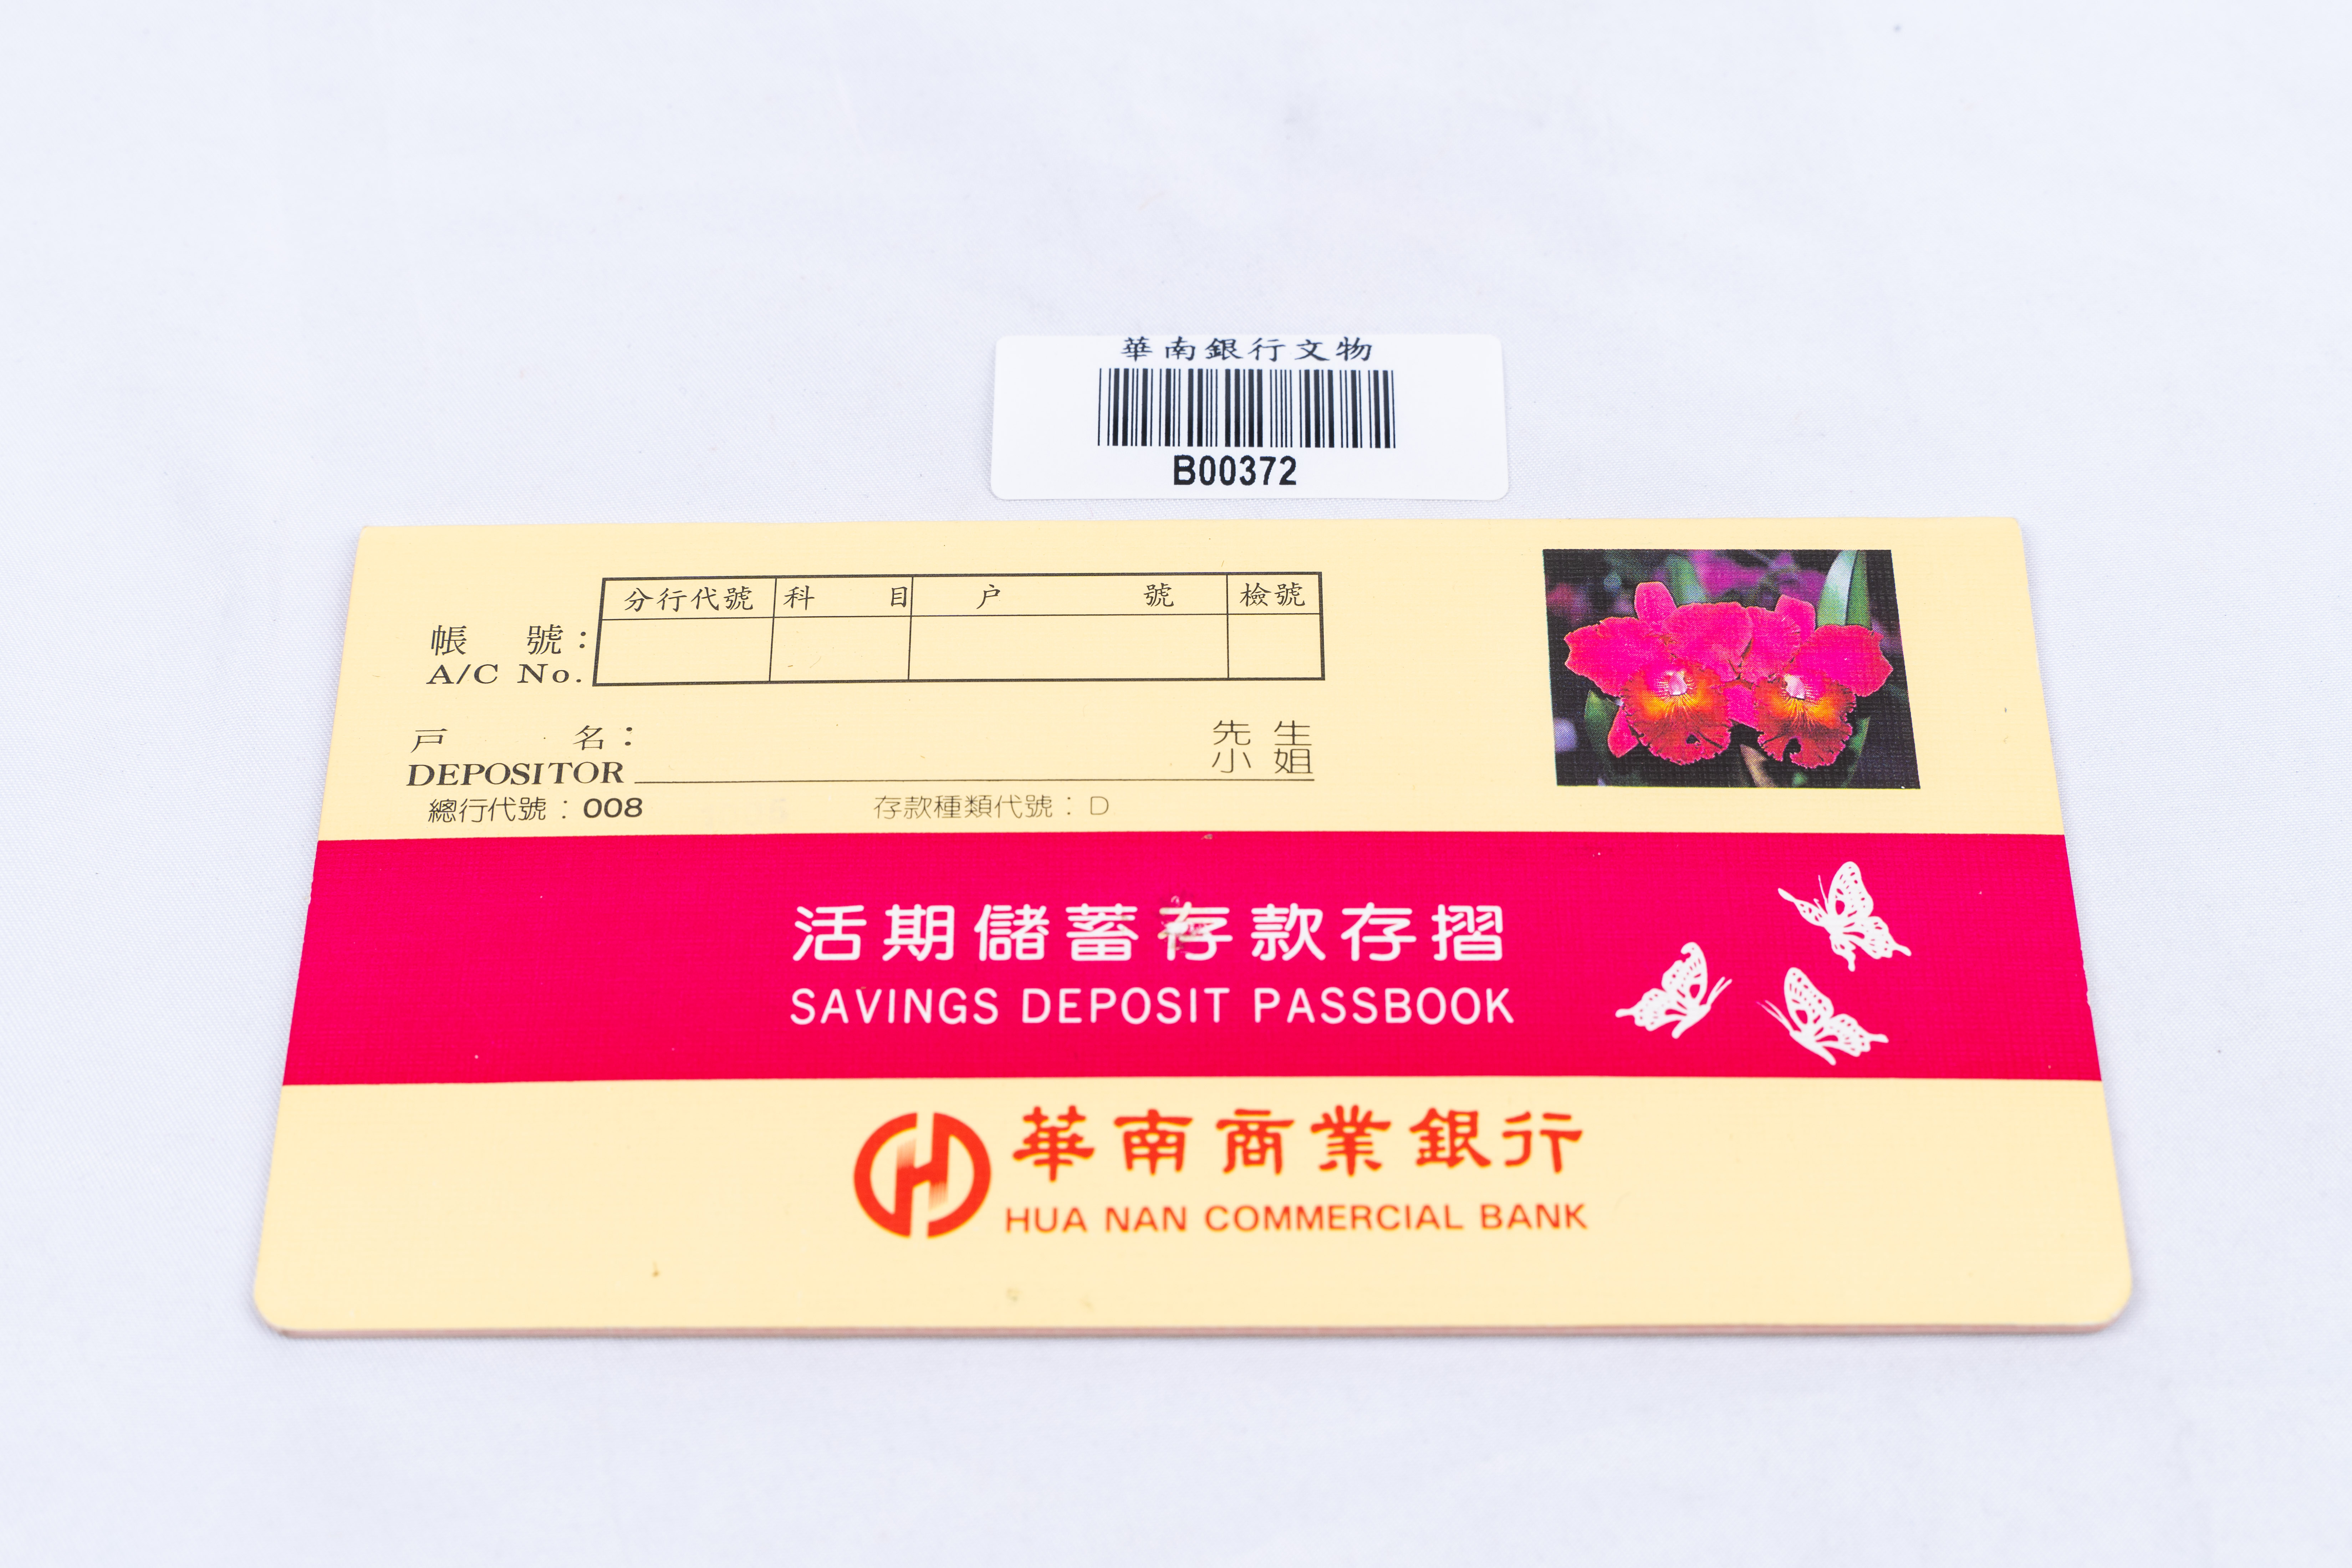 華南銀行文物
B00372
分行代號 科目 户號 檢號
帳號：
A/C No.
戶名：
先生
小姐
DEPOSITOR
總行代號：008 存款種類代號：D
活期儲蓄存款存摺
SAVINGS DEPOSIT PASSBOOK
華南商業銀行
HUA NAN COMMERCIAL BANK